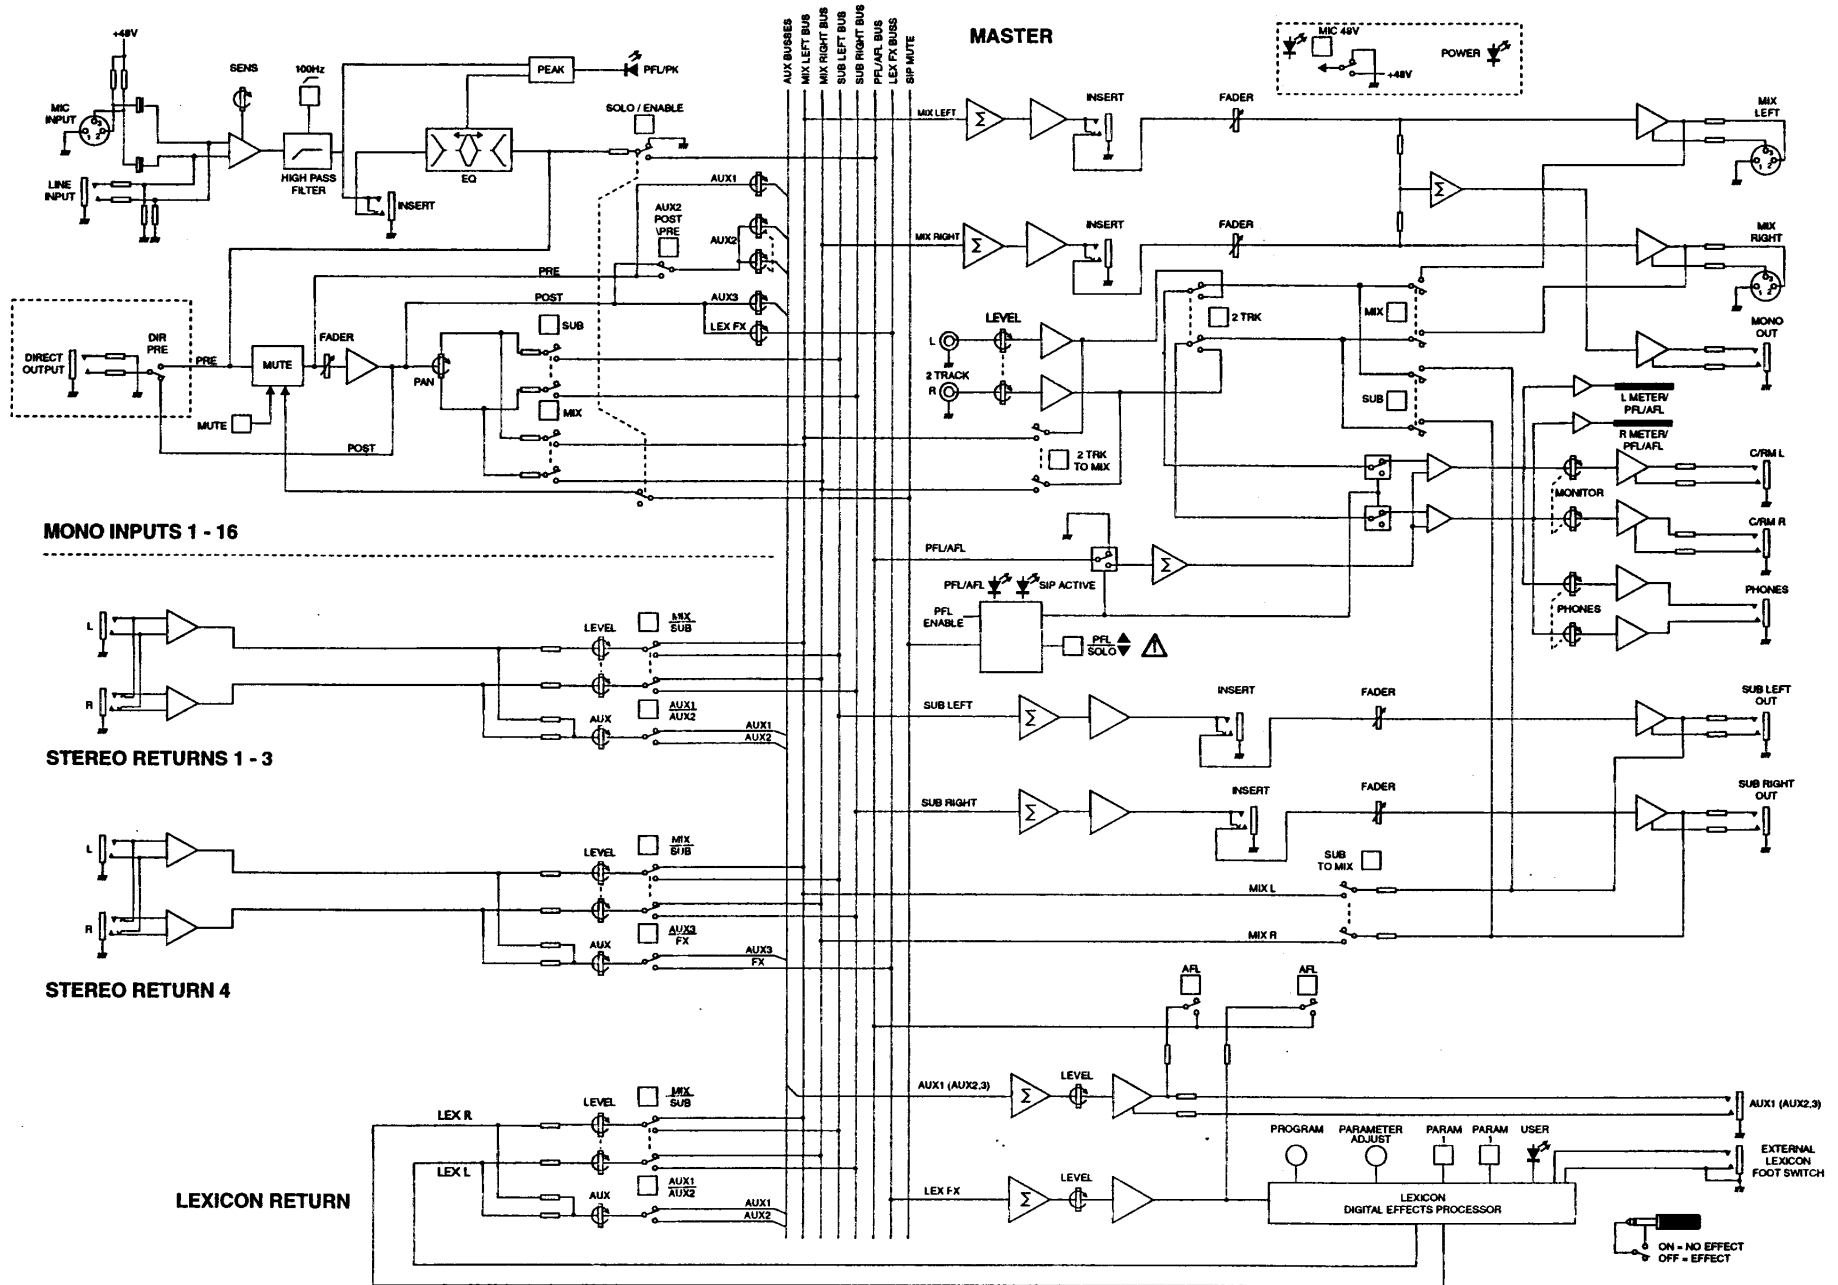 AUX BUSSES
MIX LEFT BUS
MIX RIGHT BUS
SUB LEFT BUS
SUB RIGHT BUS
PFL/AFL BUS
LEX FX BUSS
SIP MUTE
+48V
MIC
INPUT
1
2
3
LINE
INPUT
SENS
100Hz
HIGH PASS
FILTER
INSERT
PEAK
PFL/PK
EQ
SOLO / ENABLE
AUX1
AUX2
POST
\PRE
AUX2
PRE
POST
AUX3
LEX FX
DIRECT
OUTPUT
DIR
PRE
PRE
MUTE
FADER
PAN
SUB
MIX
MUTE
POST
MONO INPUTS 1 - 16
L
R
LEVEL
MIX
SUB
AUX
AUX1
AUX2
AUX1
AUX2
STEREO RETURNS 1 - 3
L
R
LEVEL
MIX
SUB
AUX
AUX3
FX
AUX3
FX
STEREO RETURN 4
LEX R
LEX L
LEVEL
MIX
SUB
AUX
AUX1
AUX2
AUX1
AUX2
LEXICON RETURN
MASTER
MIC 48V
+48V
POWER
MIX LEFT
Σ
INSERT
FADER
MIX
LEFT
1
2
3
Σ
MIX RIGHT
Σ
INSERT
FADER
MIX
RIGHT
1
2
3
MONO
OUT
L
2 TRACK
R
LEVEL
2 TRK
MIX
SUB
2 TRK
TO MIX
L METER/
PFL/AFL
R METER/
PFL/AFL
MONITOR
C/RM L
C/RM R
PHONES
PHONES
PFL/AFL
Σ
PFL/AFL
SIP ACTIVE
PFL
ENABLE
PFL
SOLO
SUB LEFT
Σ
INSERT
FADER
SUB LEFT
OUT
SUB RIGHT
Σ
INSERT
FADER
SUB RIGHT
OUT
SUB
TO MIX
MIX L
MIX R
AFL
AFL
AUX1 (AUX2,3)
Σ
LEVEL
AUX1 (AUX2,3)
PROGRAM
PARAMETER
ADJUST
PARAM
1
PARAM
1
USER
EXTERNAL
LEXICON
FOOT SWITCH
LEX FX
Σ
LEVEL
LEXICON
DIGITAL EFFECTS PROCESSOR
ON = NO EFFECT
OFF = EFFECT